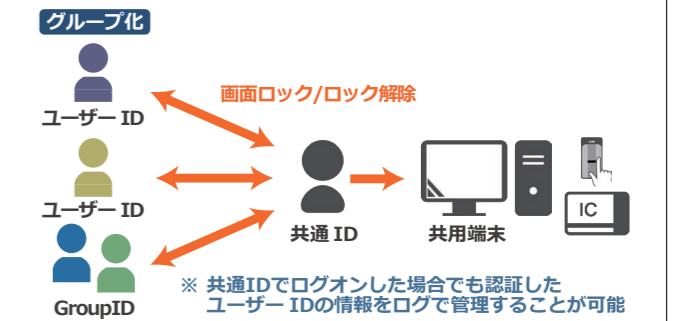 グループ化
ユーザー ID
画面ロック/ロック解除
ユーザー ID
共通 ID
共用端末
IC
GroupID
※ 共通IDでログオンした場合でも認証した
ユーザー IDの情報をログで管理することが可能